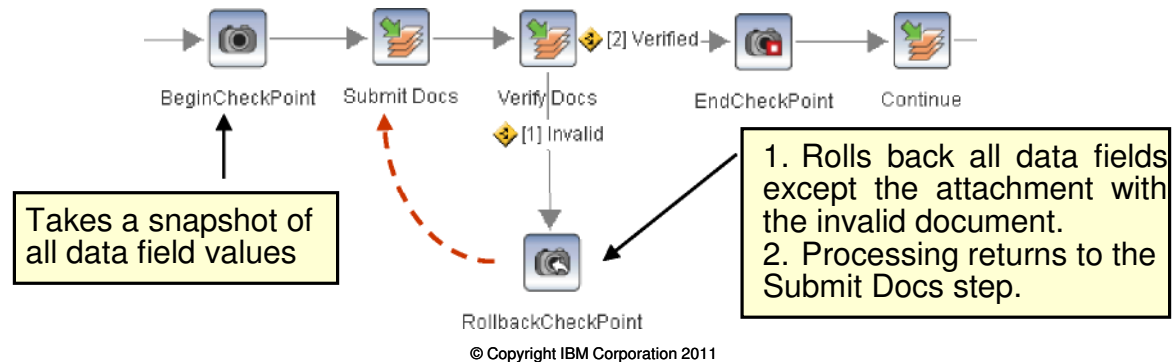 [2] Verified
BeginCheckPoint
Submit Docs
Verify Docs
EndCheckPoint
Continue
[1] Invalid
Takes a snapshot of
all data field values
1. Rolls back all data fields
except the attachment with
the invalid document.
2. Processing returns to the
Submit Docs step.
RollbackCheckPoint
© Copyright IBM Corporation 2011